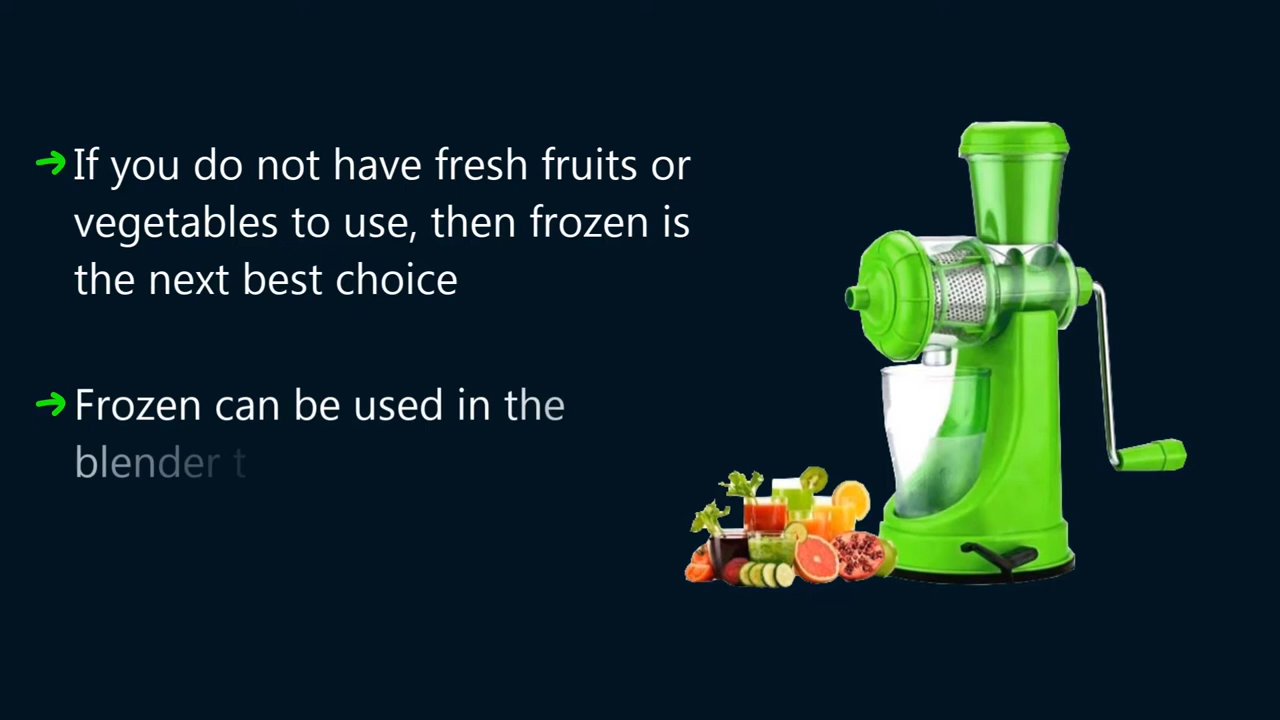 If you do not have fresh fruits or
vegetables to use, then frozen is
the next best choice
Frozen can be used in the
blender t